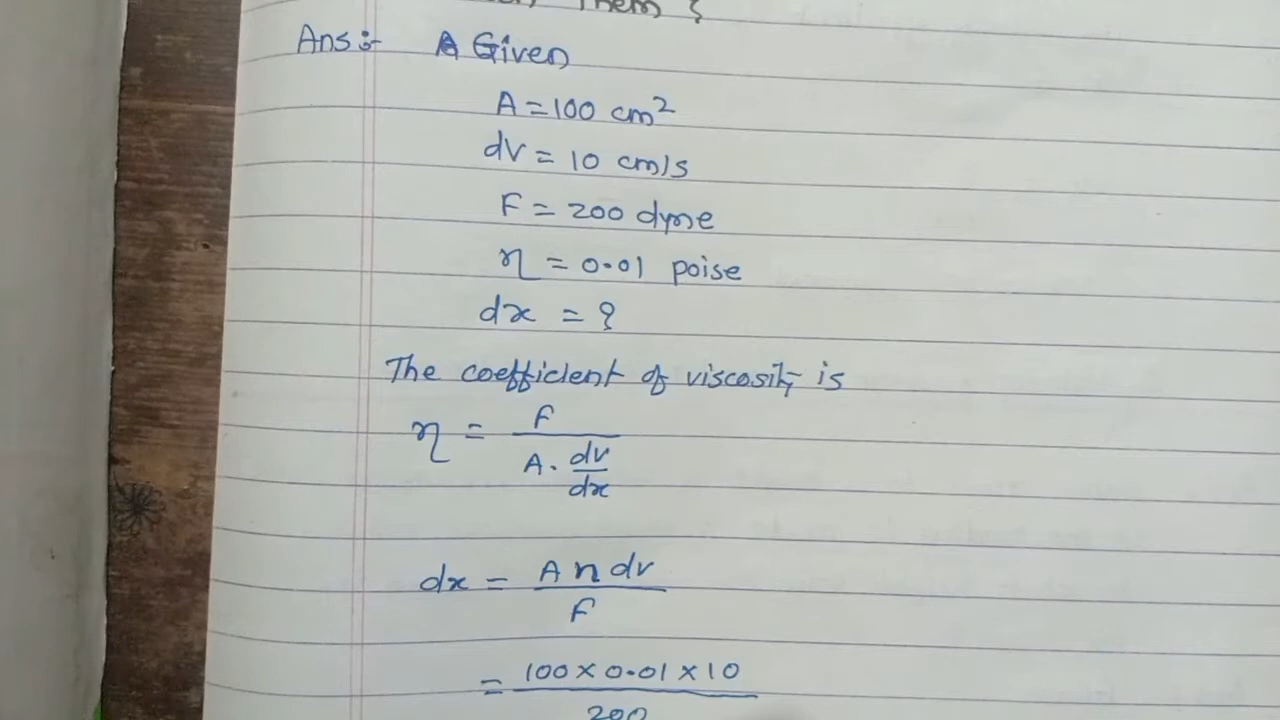 Them ?
Ans :- Given
A = 100 cm²
dv = 10 cm/s
F = 200 dyne
η = 0.01 poise
dx = ?
The coefficient of viscosity is
η = F / A . dv/dx
dx = A η dv / F
= 100 × 0.01 × 10 / 200